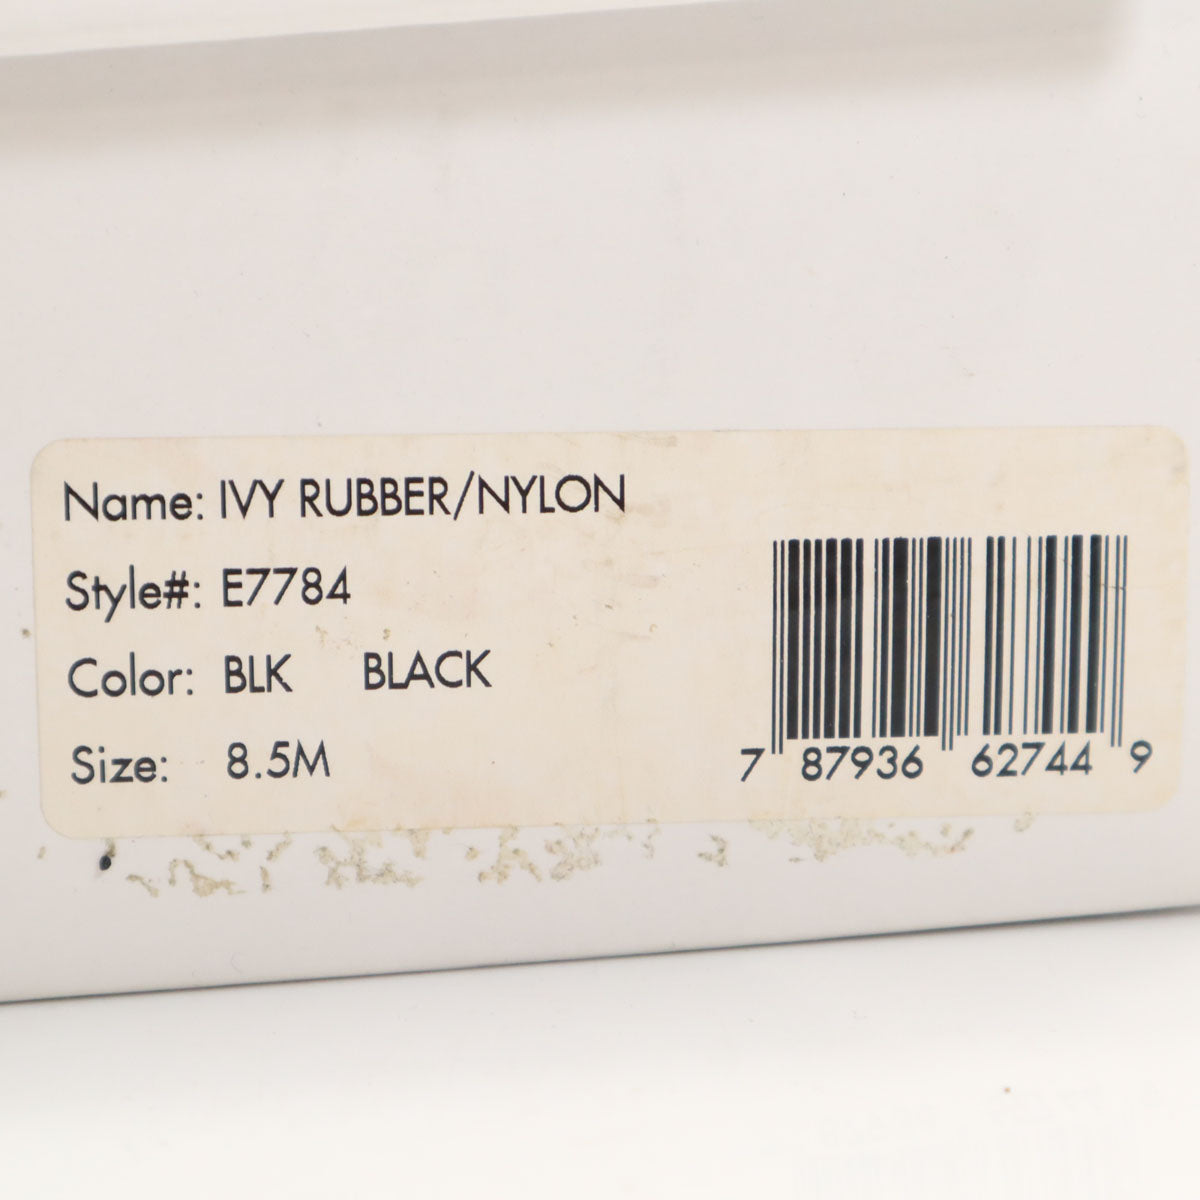 Name: IVY RUBBER/NYLON
Style#: E7784
Color: BLK BLACK
Size: 8.5M
7 87936 62744 9